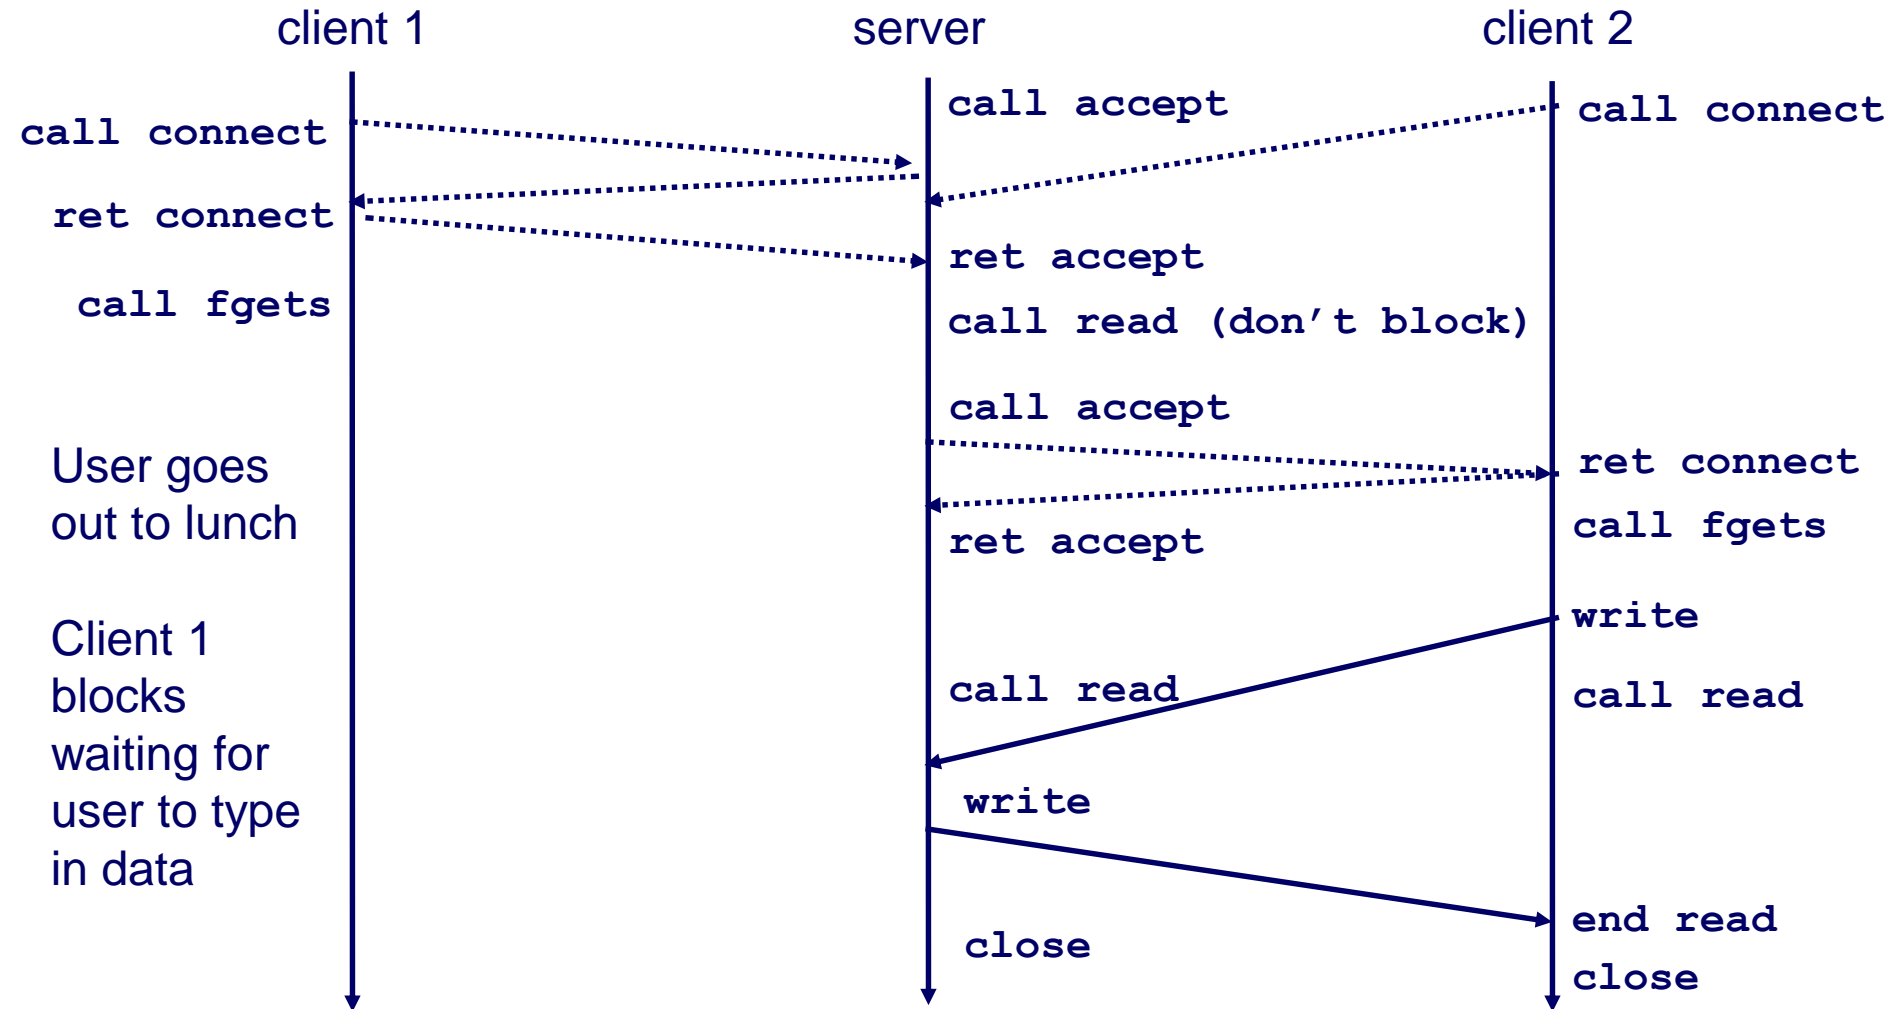 client 1
server
client 2
call accept
call connect
call connect
ret connect
ret accept
call fgets
call read (don’t block)
call accept
User goes
out to lunch
ret connect
call fgets
ret accept
write
Client 1
blocks
waiting for
user to type
in data
call read
call read
write
end read
close
close